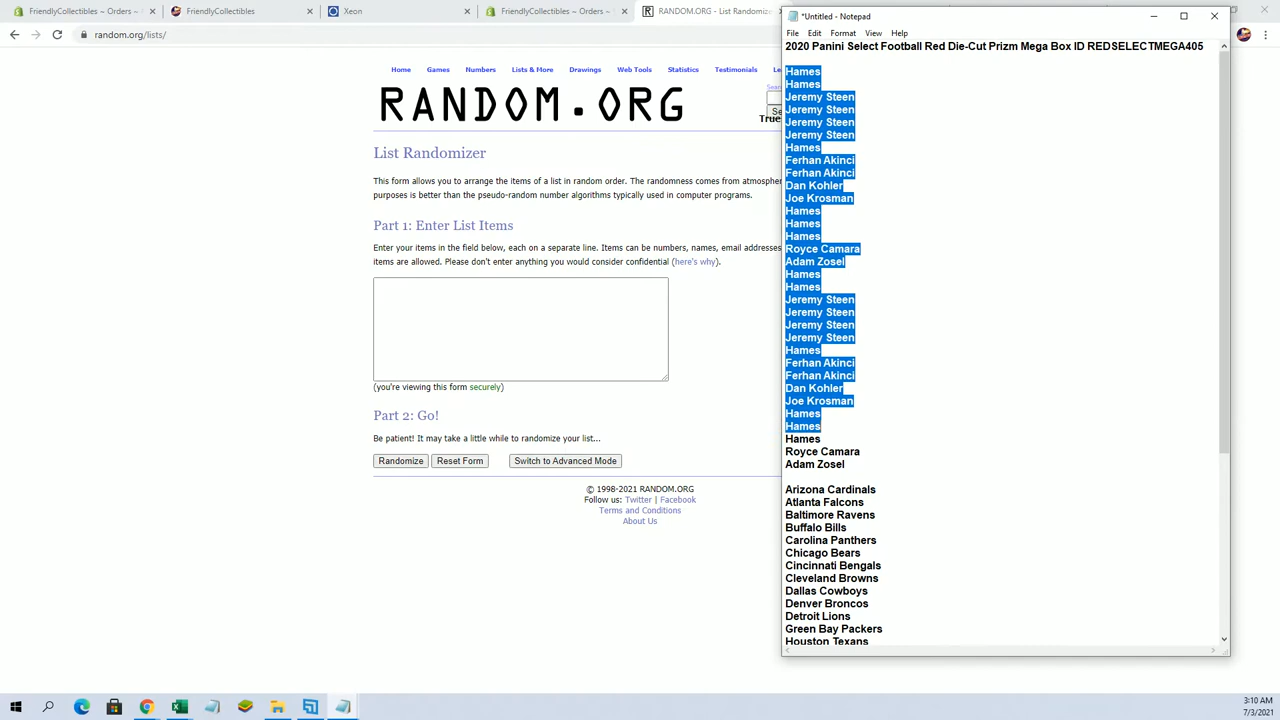 FriendlyCollectibles ~ Orders ~
FriendlyCollectibles
Xeon
FriendlyCollectibles ~ Orders ~
RANDOM.ORG - List Randomizer
random.org/lists/
Home Games Numbers Lists & More Drawings Web Tools Statistics Testimonials
RANDOM.ORG
True
List Randomizer
This form allows you to arrange the items of a list in random order. The randomness comes from atmospher
purposes is better than the pseudo-random number algorithms typically used in computer programs.
Part 1: Enter List Items
Enter your items in the field below, each on a separate line. Items can be numbers, names, email addresses
items are allowed. Please don't enter anything you would consider confidential (here's why).
(you're viewing this form securely)
Part 2: Go!
Be patient! It may take a little while to randomize your list...
Randomize Reset Form Switch to Advanced Mode
© 1998-2021 RANDOM.ORG
Follow us: Twitter | Facebook
Terms and Conditions
About Us
*Untitled - Notepad
File Edit Format View Help
2020 Panini Select Football Red Die-Cut Prizm Mega Box ID REDSELECTMEGA405
Hames
Hames
Jeremy Steen
Jeremy Steen
Jeremy Steen
Jeremy Steen
Hames
Ferhan Akinci
Ferhan Akinci
Dan Kohler
Joe Krosman
Hames
Hames
Hames
Royce Camara
Adam Zosel
Hames
Hames
Jeremy Steen
Jeremy Steen
Jeremy Steen
Jeremy Steen
Hames
Ferhan Akinci
Ferhan Akinci
Dan Kohler
Joe Krosman
Hames
Hames
Hames
Royce Camara
Adam Zosel
Arizona Cardinals
Atlanta Falcons
Baltimore Ravens
Buffalo Bills
Carolina Panthers
Chicago Bears
Cincinnati Bengals
Cleveland Browns
Dallas Cowboys
Denver Broncos
Detroit Lions
Green Bay Packers
Houston Texans
3:10 AM
7/3/2021